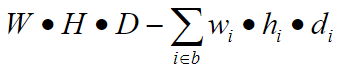 W • H • D − ∑_{i∈b} w_i • h_i • d_i